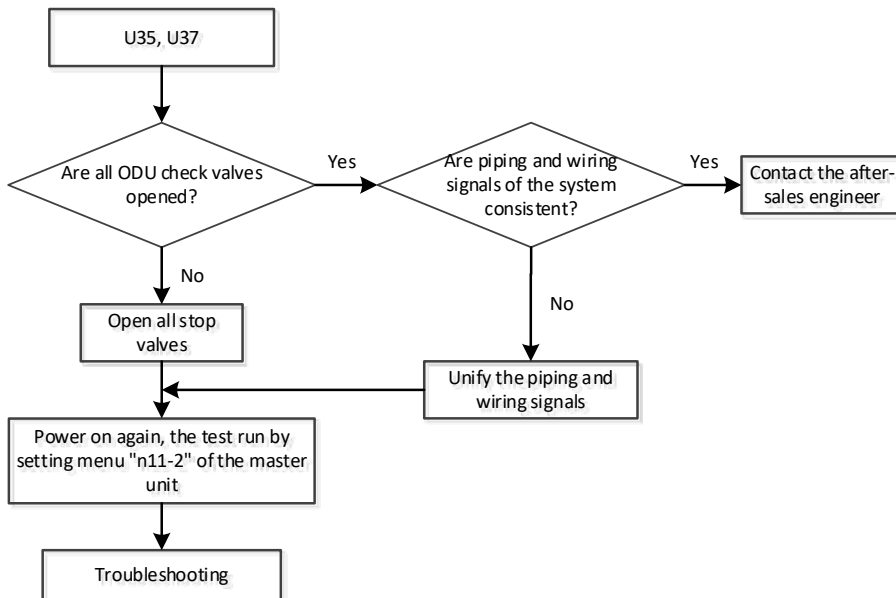 U35, U37
Are all ODU check valves
opened?
Yes
Are piping and wiring
signals of the system
consistent?
Yes
Contact the after-
sales engineer
No
Open all stop
valves
No
Unify the piping and
wiring signals
Power on again, the test run by
setting menu "n11-2" of the master
unit
Troubleshooting